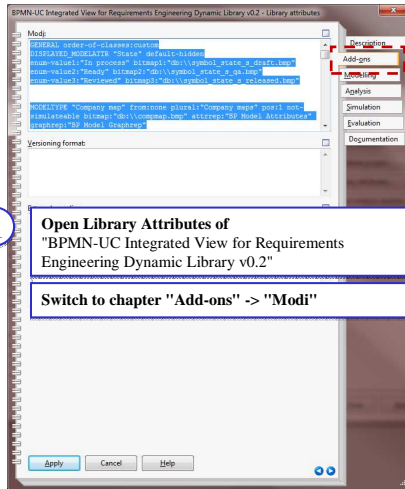 BPMN-UC Integrated View for Requirements Engineering Dynamic Library v0.2 - Library attributes
Modi:
GENERAL order-of-classes:custom
DISPLAYED_MODELATTR "State" default-hidden
enum-value1:"In process" bitmap1:"db:\\symbol_state_s_draft.bmp"
enum-value2:"Ready" bitmap2:"db:\\symbol_state_s_qa.bmp"
enum-value3:"Reviewed" bitmap3:"db:\\symbol_state_s_released.bmp"
MODELTYPE "Company map" from:none plural:"Company maps" pos:1 not-
simulateable bitmap:"db:\\compmap.bmp" attrrep:"BP Model Attributes"
graphrep:"BP Model Graphrep"
Versioning format:
Description
Add-ons
Modelling
Analysis
Simulation
Evaluation
Documentation
Open Library Attributes of
"BPMN-UC Integrated View for Requirements
Engineering Dynamic Library v0.2"
Switch to chapter "Add-ons" -> "Modi"
Apply
Cancel
Help